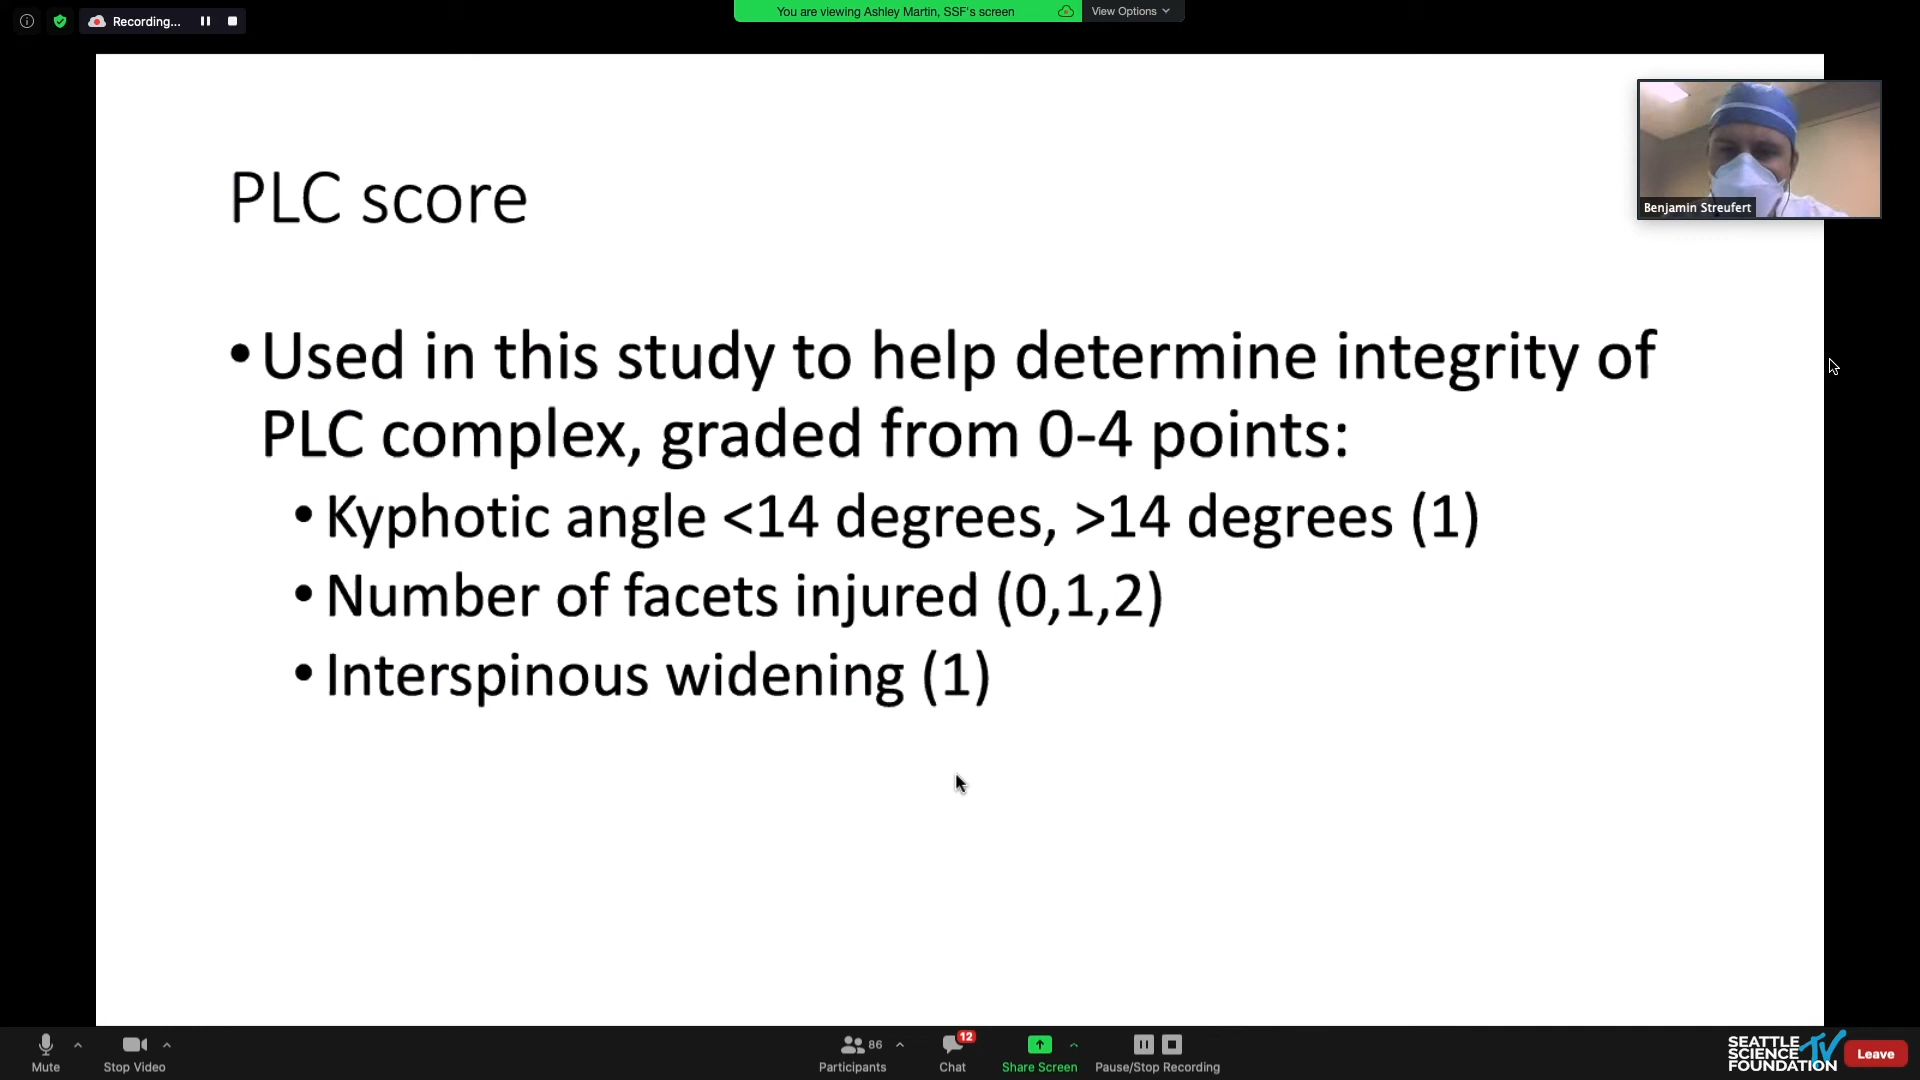 Recording...
You are viewing Ashley Martin, SSF's screen
View Options
PLC score
Benjamin Streufert
•Used in this study to help determine integrity of
PLC complex, graded from 0-4 points:
•Kyphotic angle <14 degrees, >14 degrees (1)
•Number of facets injured (0,1,2)
•Interspinous widening (1)
Mute
Stop Video
86
Participants
12
Chat
Share Screen
Pause/Stop Recording
SEATTLE
SCIENCE TV
FOUNDATION
Leave